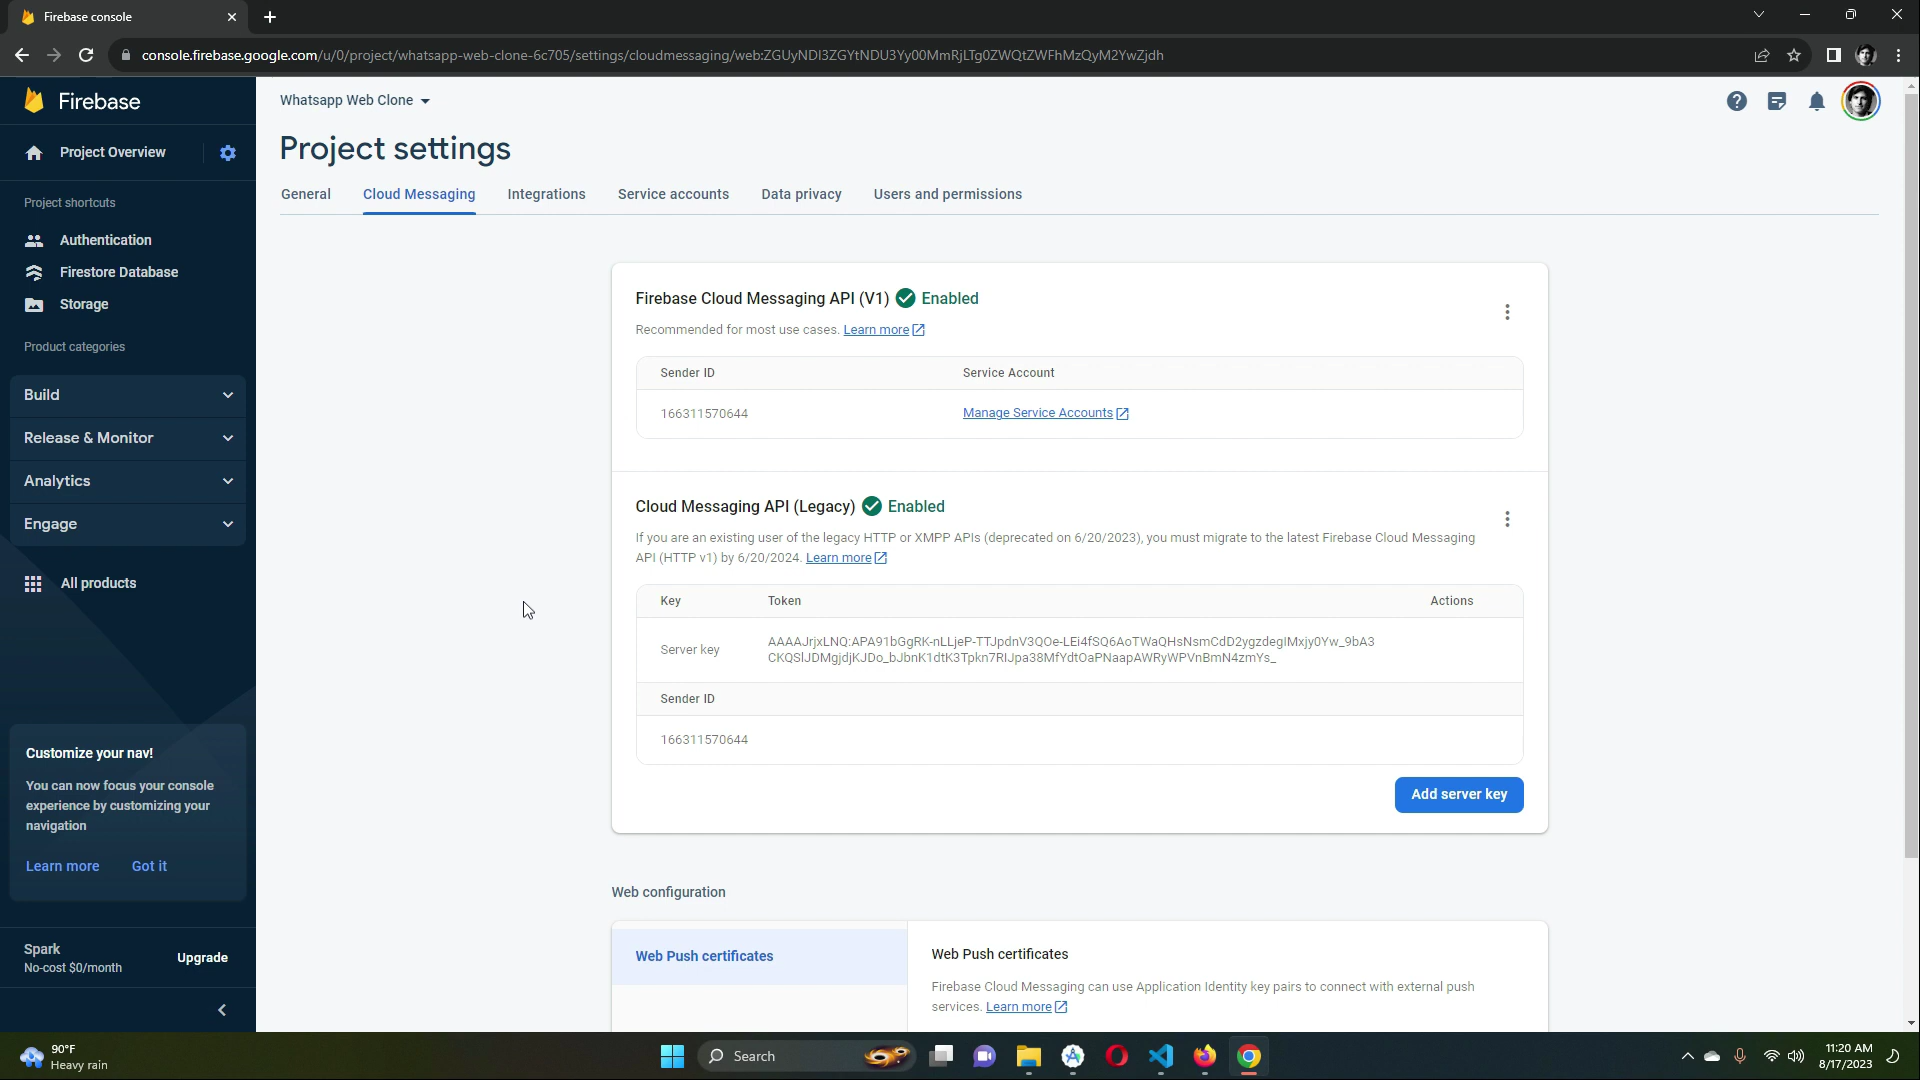 Firebase console
console.firebase.google.com/u/0/project/whatsapp-web-clone-6c705/settings/cloudmessaging/web:ZGUyNDI3ZGYtNDU3Yy00MmRjLTg0ZWQtZWFhMzQyM2YwZjdh
Firebase
Whatsapp Web Clone
Project Overview
Project settings
General
Cloud Messaging
Integrations
Service accounts
Data privacy
Users and permissions
Project shortcuts
Authentication
Firestore Database
Storage
Product categories
Build
Release & Monitor
Analytics
Engage
All products
Customize your nav!
You can now focus your console
experience by customizing your
navigation
Learn more
Got it
Spark
No-cost $0/month
Upgrade
Firebase Cloud Messaging API (V1) Enabled
Recommended for most use cases. Learn more
Sender ID
Service Account
166311570644
Manage Service Accounts
Cloud Messaging API (Legacy) Enabled
If you are an existing user of the legacy HTTP or XMPP APIs (deprecated on 6/20/2023), you must migrate to the latest Firebase Cloud Messaging
API (HTTP v1) by 6/20/2024. Learn more
Key
Token
Actions
Server key
AAAAJrjxLNQ:APA91bGgRK-nLLjeP-TTJpdnV3QOe-LEi4fSQ6AoTWaQHsNsmCdD2ygzdegIMxjy0Yw_9bA3
CKQSlJDMgjdjKJDo_bJbnK1dtK3Tpkn7RIJpa38MfYdtOaPNaapAWRyWPVnBmN4zmYs_
Sender ID
166311570644
Add server key
Web configuration
Web Push certificates
Web Push certificates
Firebase Cloud Messaging can use Application Identity key pairs to connect with external push
services. Learn more
90°F
Heavy rain
Search
11:20 AM
8/17/2023